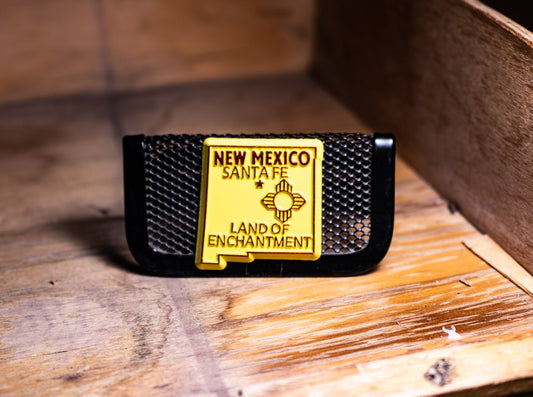 NEW MEXICO
SANTA FE
LAND OF
ENCHANTMENT